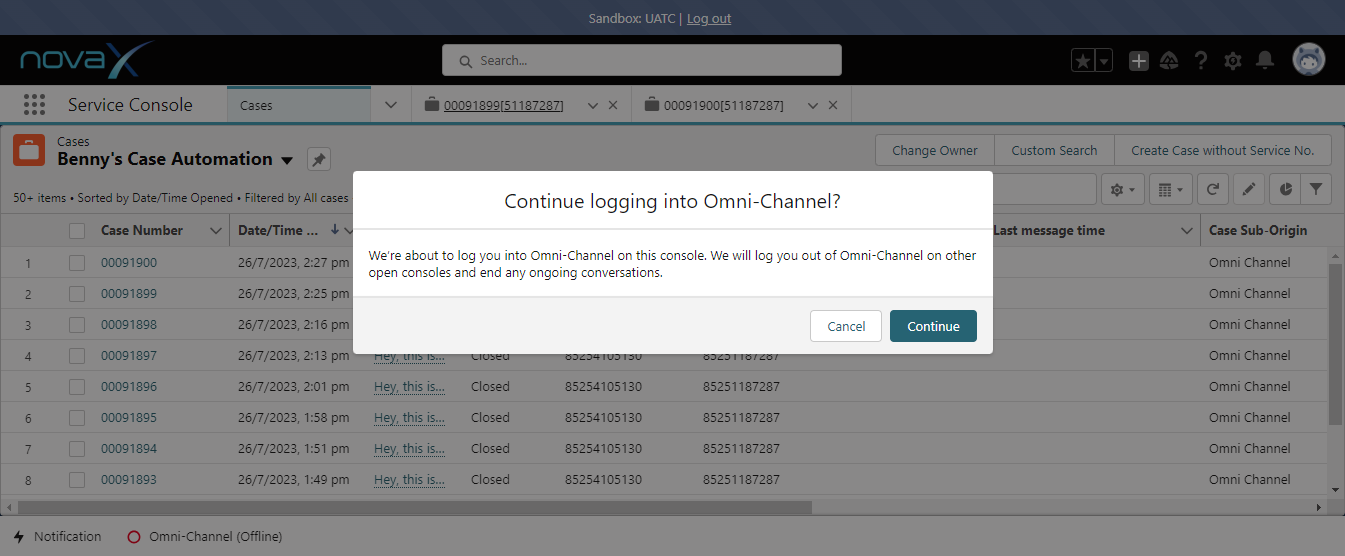 Sandbox: UATC | Log out
novaX
Search...
Service Console
Cases
00091899[51187287]
00091900[51187287]
Cases
Benny's Case Automation
Change Owner
Custom Search
Create Case without Service No.
50+ items • Sorted by Date/Time Opened • Filtered by All cases
Case Number
Date/Time ...
Last message time
Case Sub-Origin
Continue logging into Omni-Channel?
We're about to log you into Omni-Channel on this console. We will log you out of Omni-Channel on other
open consoles and end any ongoing conversations.
Cancel
Continue
1 00091900 26/7/2023, 2:27 pm Omni Channel
2 00091899 26/7/2023, 2:25 pm Omni Channel
3 00091898 26/7/2023, 2:16 pm Omni Channel
4 00091897 26/7/2023, 2:13 pm Hey, this is... Closed 85254105130 85251187287 Omni Channel
5 00091896 26/7/2023, 2:01 pm Hey, this is... Closed 85254105130 85251187287 Omni Channel
6 00091895 26/7/2023, 1:58 pm Hey, this is... Closed 85254105130 85251187287 Omni Channel
7 00091894 26/7/2023, 1:51 pm Hey, this is... Closed 85254105130 85251187287 Omni Channel
8 00091893 26/7/2023, 1:49 pm Hey, this is... Closed 85254105130 85251187287 Omni Channel
Notification
Omni-Channel (Offline)